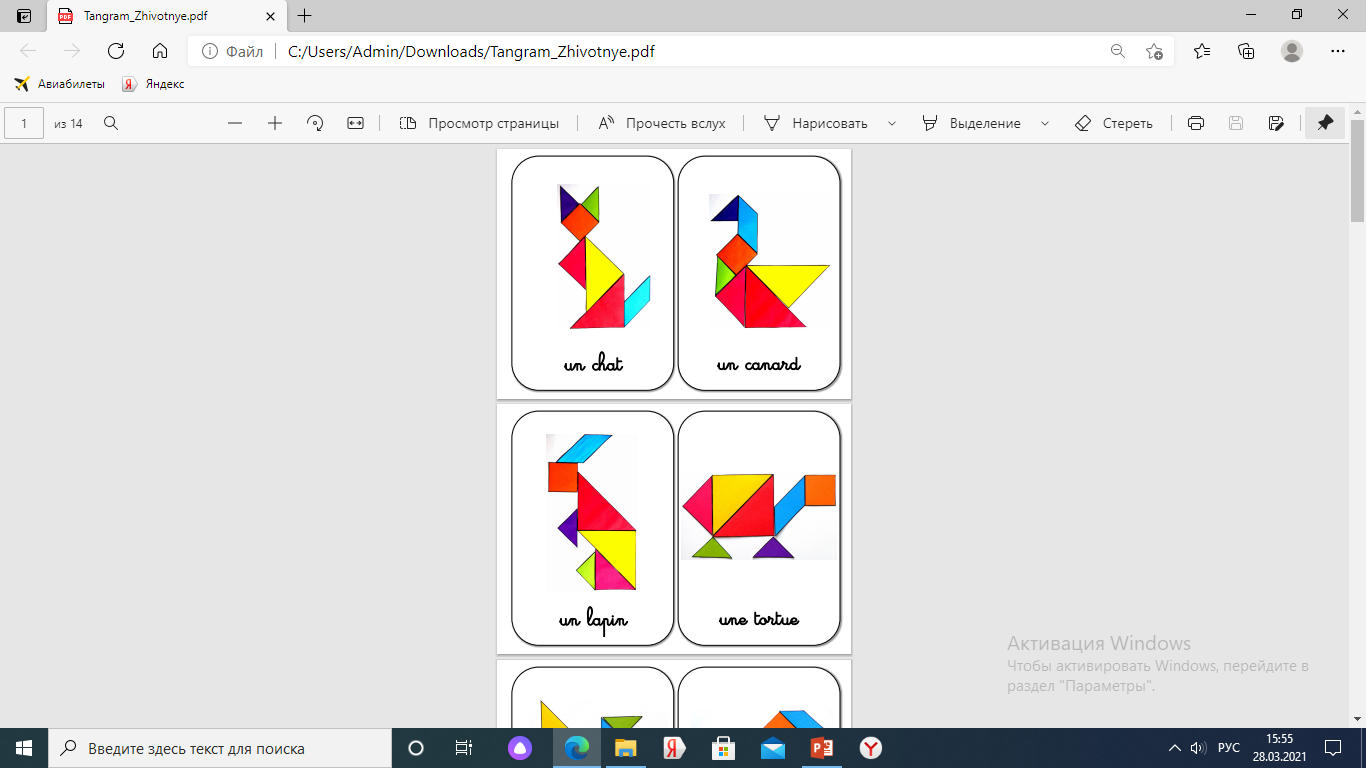 Tangram_Zhivotnye.pdf
Файл C:/Users/Admin/Downloads/Tangram_Zhivotnye.pdf
Авиабилеты Яндекс
1 из 14 Просмотр страницы Прочесть вслух Нарисовать Выделение Стереть
un chat un canard
un lapin une tortue
Активация Windows
Чтобы активировать Windows, перейдите в
раздел "Параметры".
Введите здесь текст для поиска
РУС
15:55
28.03.2021